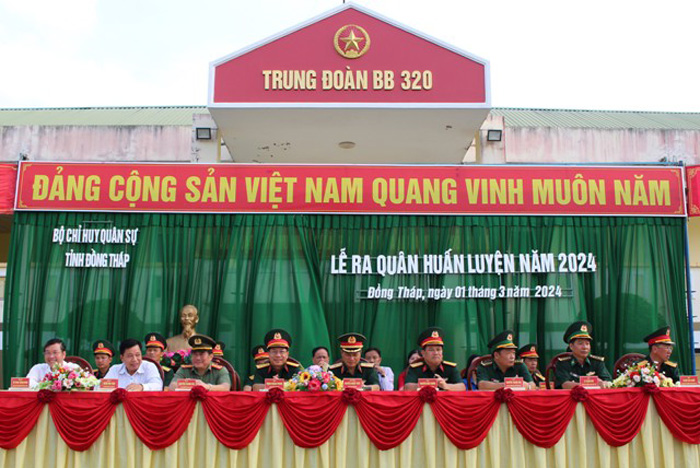 TRUNG ĐOÀN BB 320
ĐẢNG CỘNG SẢN VIỆT NAM QUANG VINH MUÔN NĂM
BỘ CHỈ HUY QUÂN SỰ
TỈNH ĐỒNG THÁP
LỄ RA QUÂN HUẤN LUYỆN NĂM 2024
Đồng Tháp, ngày 01 tháng 3 năm 2024